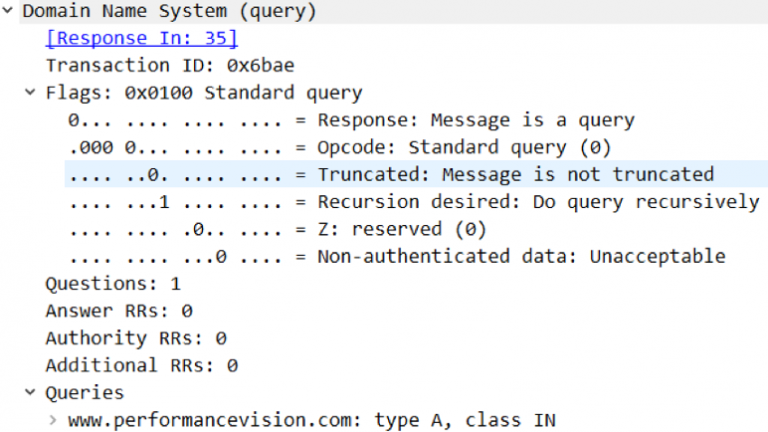 Domain Name System (query)
[Response In: 35]
Transaction ID: 0x6bae
Flags: 0x0100 Standard query
0... .... .... .... = Response: Message is a query
.000 0... .... .... = Opcode: Standard query (0)
.... ..0. .... .... = Truncated: Message is not truncated
.... ...1 .... .... = Recursion desired: Do query recursively
.... .... .0.. .... = Z: reserved (0)
.... .... ...0 .... = Non-authenticated data: Unacceptable
Questions: 1
Answer RRs: 0
Authority RRs: 0
Additional RRs: 0
Queries
www.performancevision.com: type A, class IN